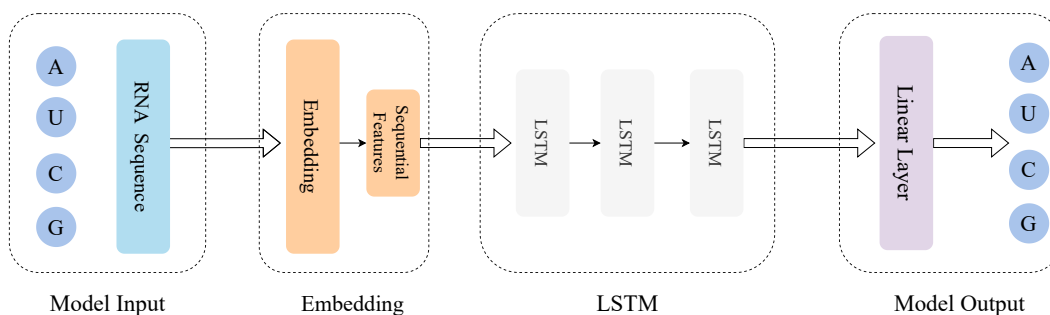 A
U
C
G
RNA Sequence
Model Input
Embedding
Sequential
Features
Embedding
LSTM
LSTM
LSTM
LSTM
Linear Layer
A
U
C
G
Model Output